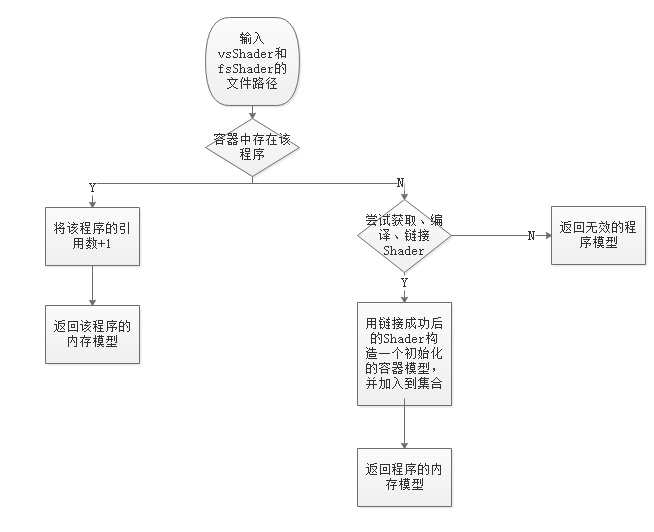 输入
vsShader和
fsShader的
文件路径
容器中存在该
程序
Y
N
将该程序的引
用数+1
尝试获取、编
译、链接
Shader
N
返回无效的程
序模型
Y
返回该程序的
内存模型
用链接成功后
的Shader构
造一个初始化
的容器模型，
并加入到集合
返回程序的内
存模型